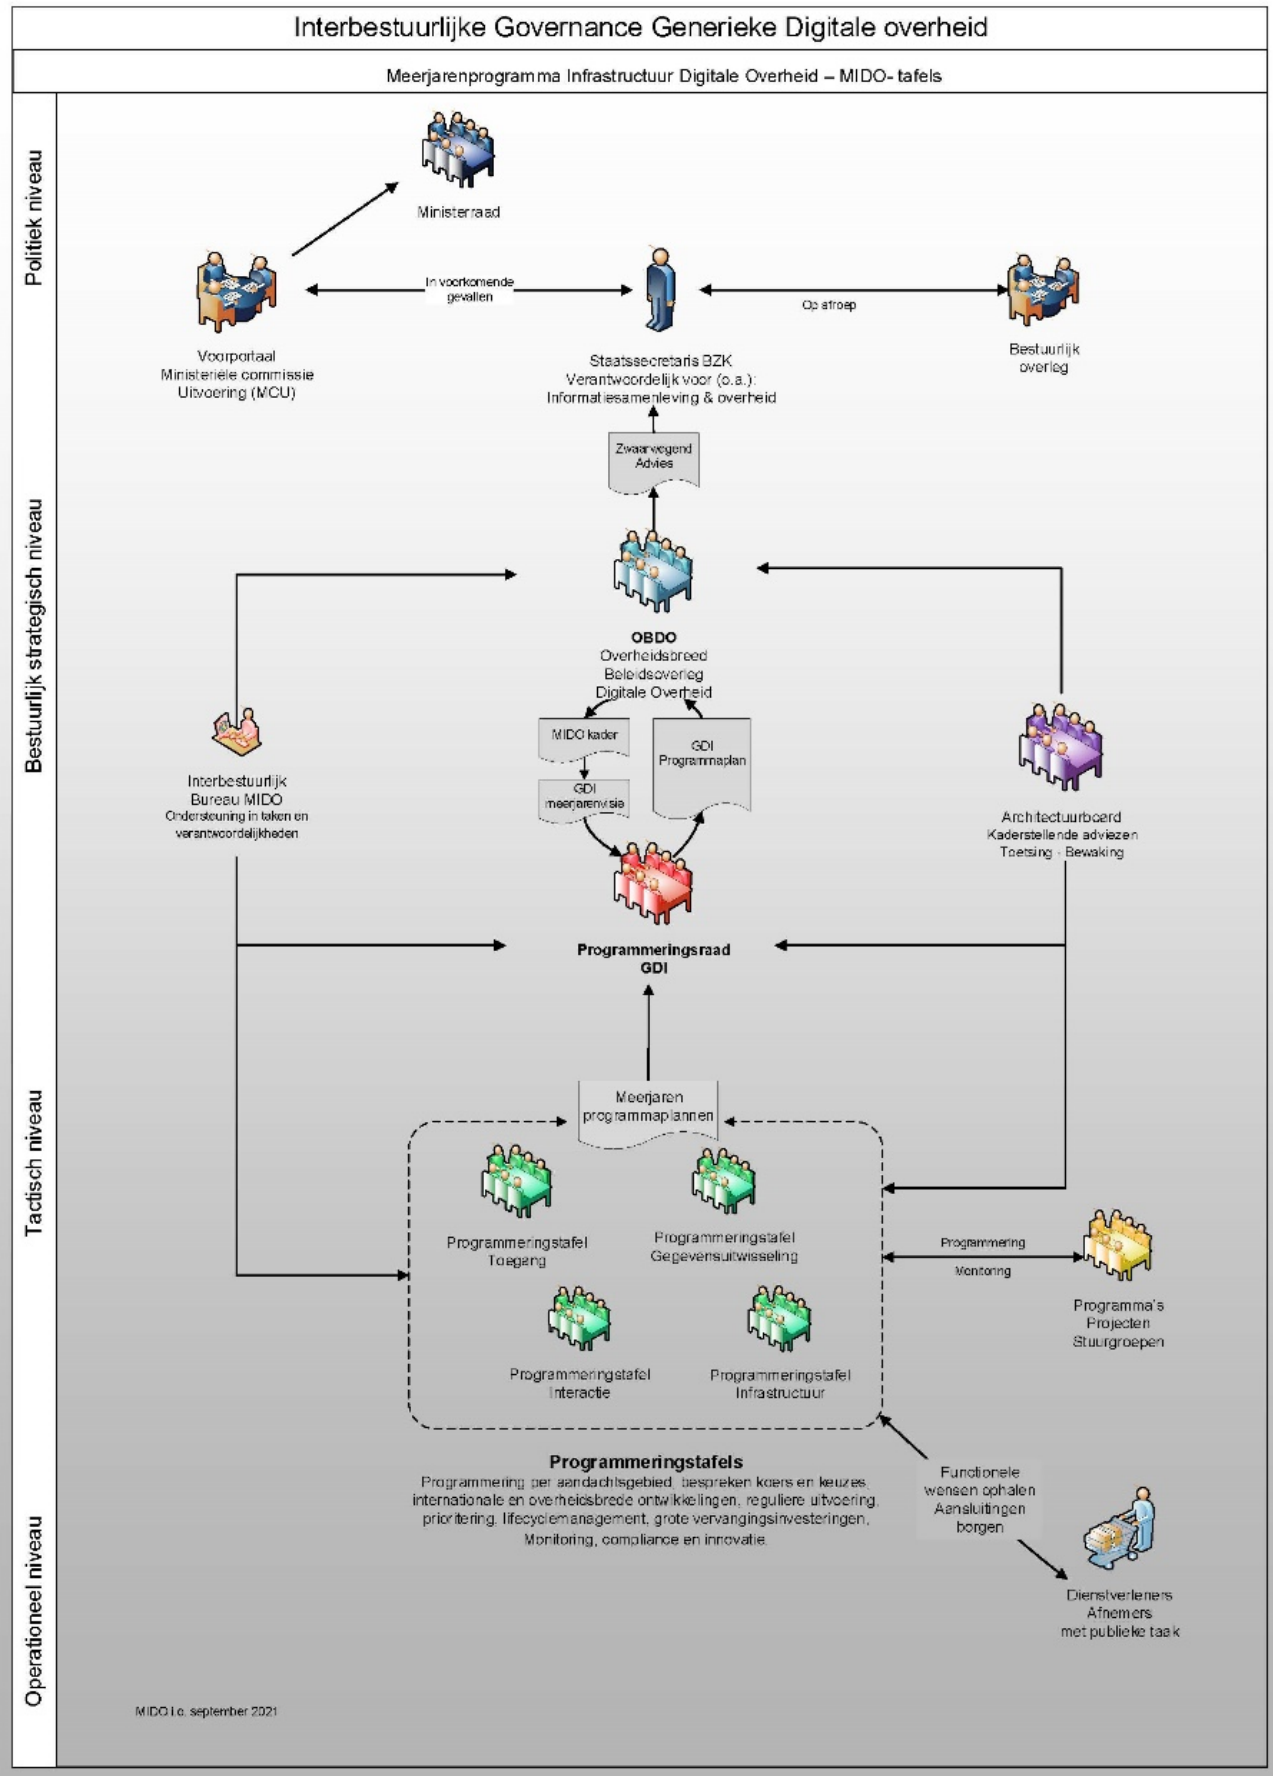 Interbestuurlijke Governance Generieke Digitale overheid
Meerjarenprogramma Infrastructuur Digitale Overheid – MIDO- tafels
Politiek niveau
Ministerraad
In voorkomende
gevallen
Op afroep
Voorportaal
Ministeriële commissie
Uitvoering (MCU)
Staatssecretaris BZK
Verantwoordelijk voor (o.a.):
Informatiesamenleving & overheid
Bestuurlijk
overleg
Bestuurlijk strategisch niveau
Zwaarwegend
Advies
OBDO
Overheidsbreed
Beleidsoverleg
Digitale Overheid
MIDO kader
GDI
meerjarenvisie
GDI
Programmaplan
Interbestuurlijk
Bureau MIDO
Ondersteuning in taken en
verantwoordelijkheden
Architectuurboard
Kaderstellende adviezen
Toetsing - Bewaking
Programmeringsraad
GDI
Tactisch niveau
Meerjaren
programmaplannen
Programmeringstafel
Toegang
Programmeringstafel
Gegevensuitwisseling
Programmeringstafel
Interactie
Programmeringstafel
Infrastructuur
Programmering
Monitoring
Programma's
Projecten
Stuurgroepen
Programmeringstafels
Programmering per aandachtsgebied, bespreken koers en keuzes,
internationale en overheidsbrede ontwikkelingen, reguliere uitvoering,
prioritering, lifecyclemanagement, grote vervangingsinvesteringen,
Monitoring, compliance en innovatie.
Operationeel niveau
Functionele
wensen ophalen
Aansluitingen
borgen
Dienstverleners
Afnemers
met publieke taak
MIDO i.o. september 2021